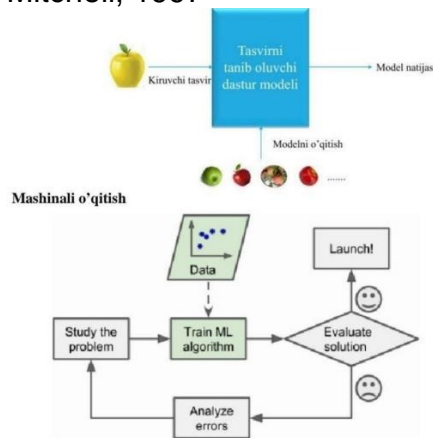 Tasvirni
tanib oluvchi
dastur modeli
Kiruvchi tasvir
Model natijas
Modelni o'qitish
.......
Mashinali o'qitish
Data
Launch!
Study the
problem
Train ML
algorithm
Evaluate
solution
Analyze
errors